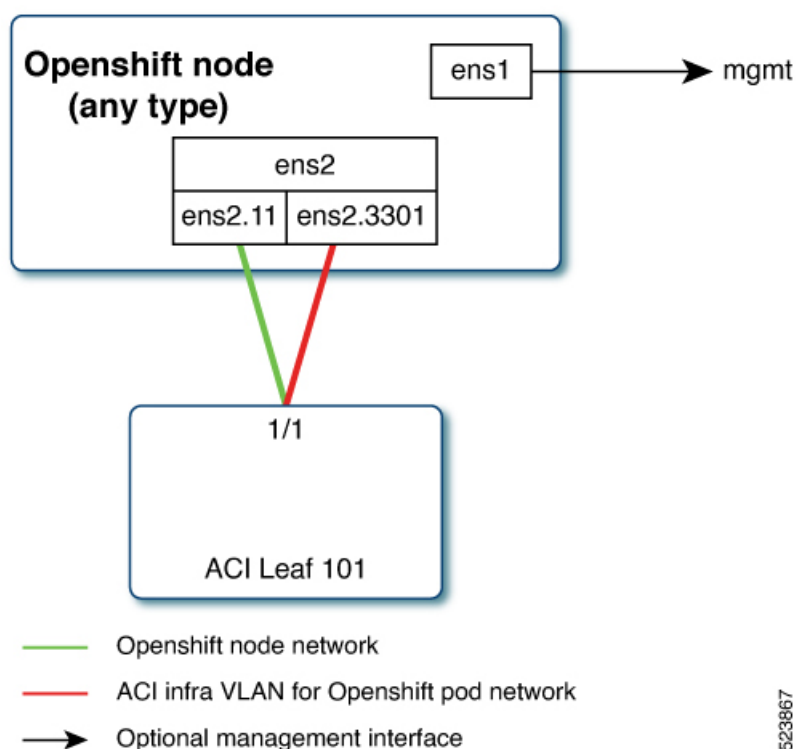 Openshift node
(any type)
ens1
mgmt
ens2
ens2.11
ens2.3301
1/1
ACI Leaf 101
Openshift node network
ACI infra VLAN for Openshift pod network
Optional management interface
523867